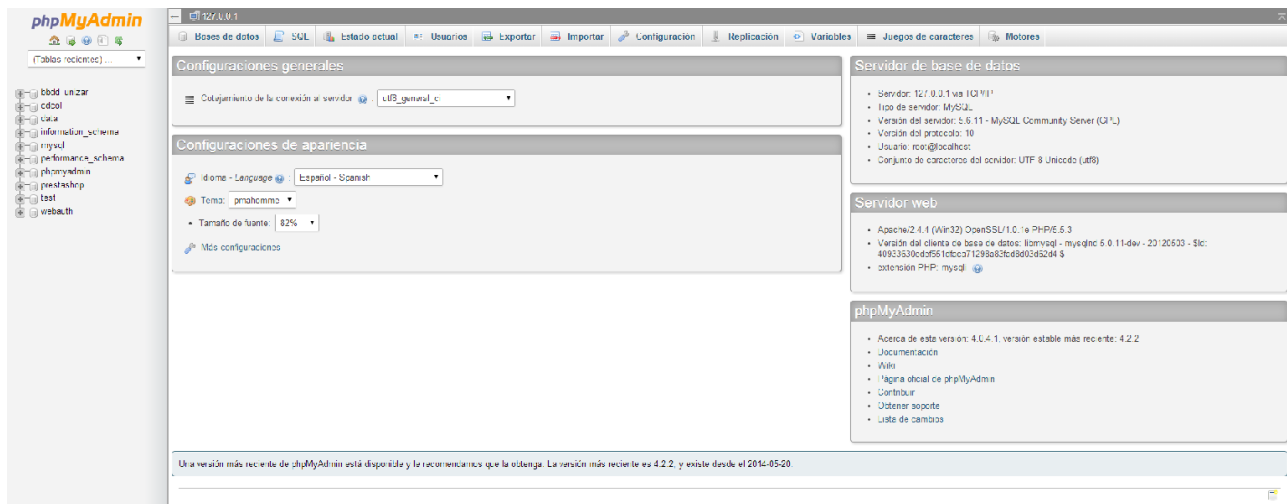 phpMyAdmin
(Tablas recientes) ...
bbdd_unizar
cdcol
data
information_schema
mysql
performance_schema
phpmyadmin
prestashop
test
webauth
127.0.0.1
Bases de datos SQL Estado actual Usuarios Exportar Importar Configuración Replicación Variables Juegos de caracteres Motores
Configuraciones generales
Cotejamiento de la conexión al servidor : utf8_general_ci
Configuraciones de apariencia
Idioma - Language : Español - Spanish
Tema: pmahomme
• Tamaño de fuente: 82%
Más configuraciones
Servidor de base de datos
• Servidor: 127.0.0.1 via TCP/IP
• Tipo de servidor: MySQL
• Versión del servidor: 5.6.11 - MySQL Community Server (GPL)
• Versión del protocolo: 10
• Usuario: root@localhost
• Conjunto de caracteres del servidor: UTF-8 Unicode (utf8)
Servidor web
• Apache/2.4.4 (Win32) OpenSSL/1.0.1e PHP/5.5.3
• Versión del cliente de base de datos: libmysql - mysqlnd 5.0.11-dev - 20120503 - $Id:
• extensión PHP: mysqli
phpMyAdmin
• Acerca de esta versión: 4.0.4.1, versión estable más reciente: 4.2.2
• Documentación
• Wiki
• Página oficial de phpMyAdmin
• Contribuir
• Obtener soporte
• Lista de cambios
Una versión más reciente de phpMyAdmin está disponible y le recomendamos que la obtenga. La versión más reciente es 4.2.2, y existe desde el 2014-05-20.